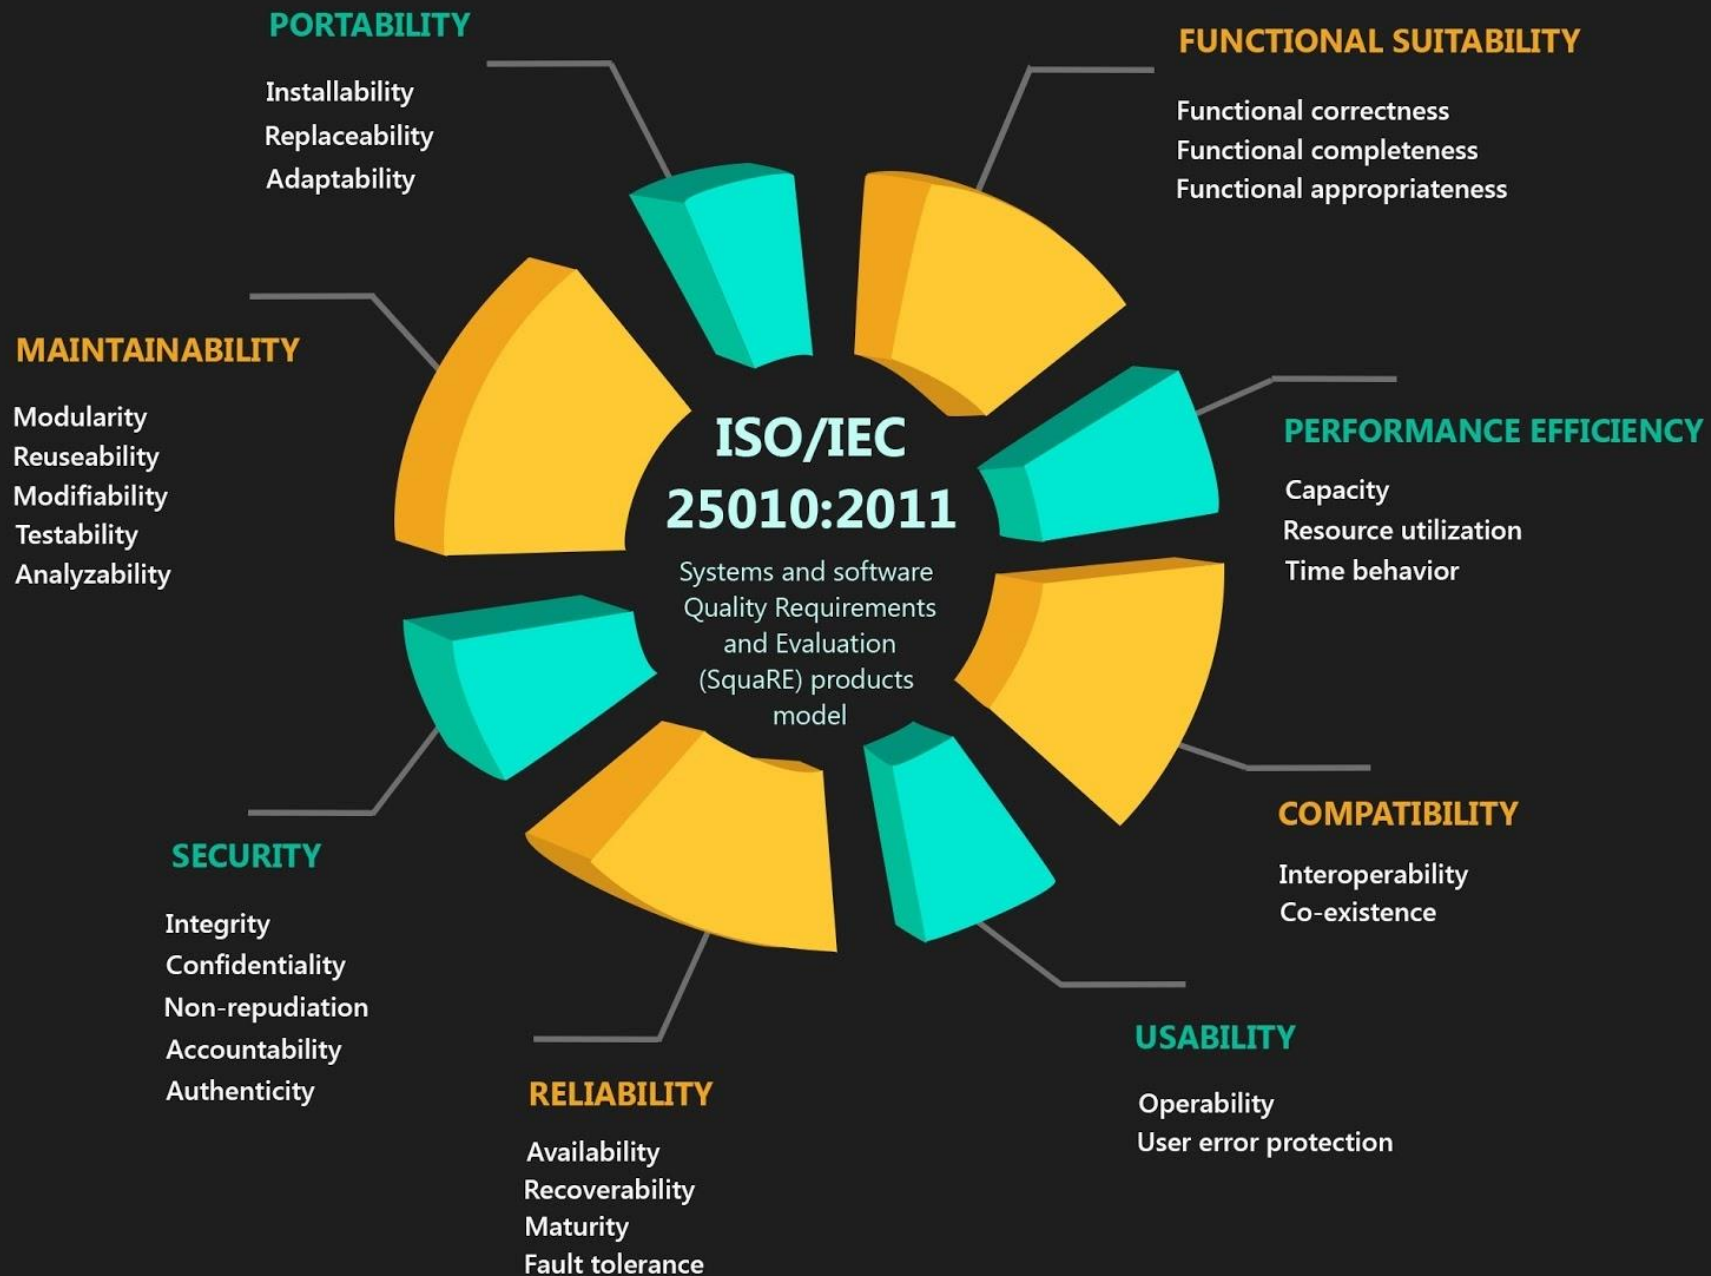 PORTABILITY
Installability
Replaceability
Adaptability
FUNCTIONAL SUITABILITY
Functional correctness
Functional completeness
Functional appropriateness
MAINTAINABILITY
Modularity
Reuseability
Modifiability
Testability
Analyzability
ISO/IEC
25010:2011
Systems and software
Quality Requirements
and Evaluation
(SquaRE) products
model
PERFORMANCE EFFICIENCY
Capacity
Resource utilization
Time behavior
SECURITY
Integrity
Confidentiality
Non-repudiation
Accountability
Authenticity
COMPATIBILITY
Interoperability
Co-existence
RELIABILITY
Availability
Recoverability
Maturity
Fault tolerance
USABILITY
Operability
User error protection